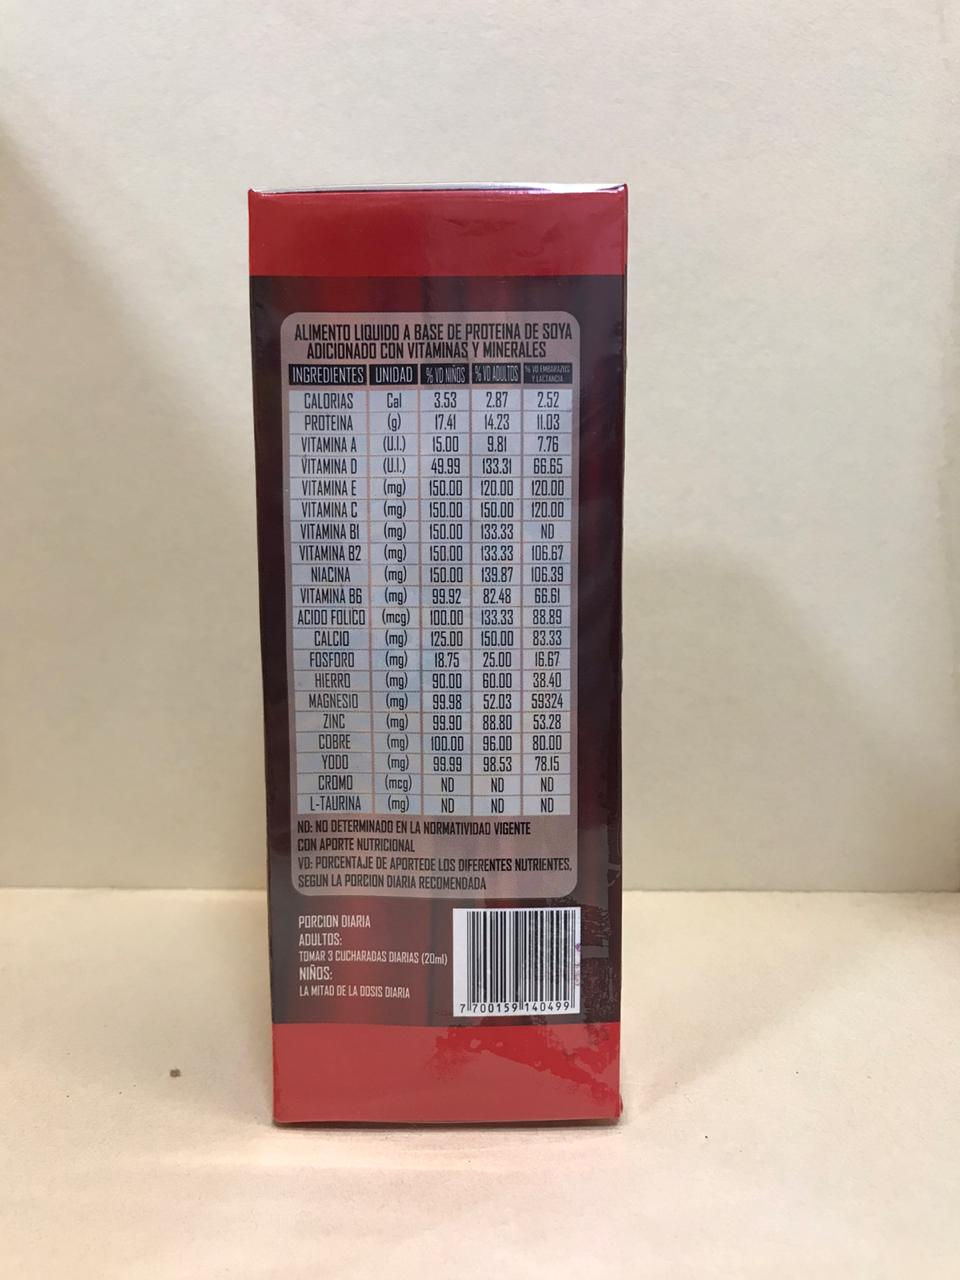 ALIMENTO LIQUIDO A BASE DE PROTEINA DE SOYA
ADICIONADO CON VITAMINAS Y MINERALES
INGREDIENTES UNIDAD % VD NIÑOS % VD ADULTOS % VD EMBARAZOS Y LACTANCIA
CALORIAS Cal 3.53 2.87 2.52
PROTEINA (g) 17.41 14.23 11.03
VITAMINA A (U.I.) 15.00 9.81 7.76
VITAMINA D (U.I.) 49.99 133.31 66.65
VITAMINA E (mg) 150.00 120.00 120.00
VITAMINA C (mg) 150.00 150.00 120.00
VITAMINA B1 (mg) 150.00 133.33 ND
VITAMINA B2 (mg) 150.00 133.33 106.67
NIACINA (mg) 150.00 139.87 106.39
VITAMINA B6 (mg) 99.92 82.48 66.61
ACIDO FOLICO (mcg) 100.00 133.33 88.89
CALCIO (mg) 125.00 150.00 83.33
FOSFORO (mg) 18.75 25.00 16.67
HIERRO (mg) 90.00 60.00 38.40
MAGNESIO (mg) 99.98 52.03 59324
ZINC (mg) 99.90 88.80 53.28
COBRE (mg) 100.00 96.00 80.00
YODO (mg) 99.99 98.53 78.15
CROMO (mcg) ND ND ND
L-TAURINA (mg) ND ND ND
ND: NO DETERMINADO EN LA NORMATIVIDAD VIGENTE
CON APORTE NUTRICIONAL
VD: PORCENTAJE DE APORTEDE LOS DIFERENTES NUTRIENTES,
SEGUN LA PORCION DIARIA RECOMENDADA
PORCION DIARIA
ADULTOS:
TOMAR 3 CUCHARADAS DIARIAS (20ml)
NIÑOS:
LA MITAD DE LA DOSIS DIARIA
7 700159 140499